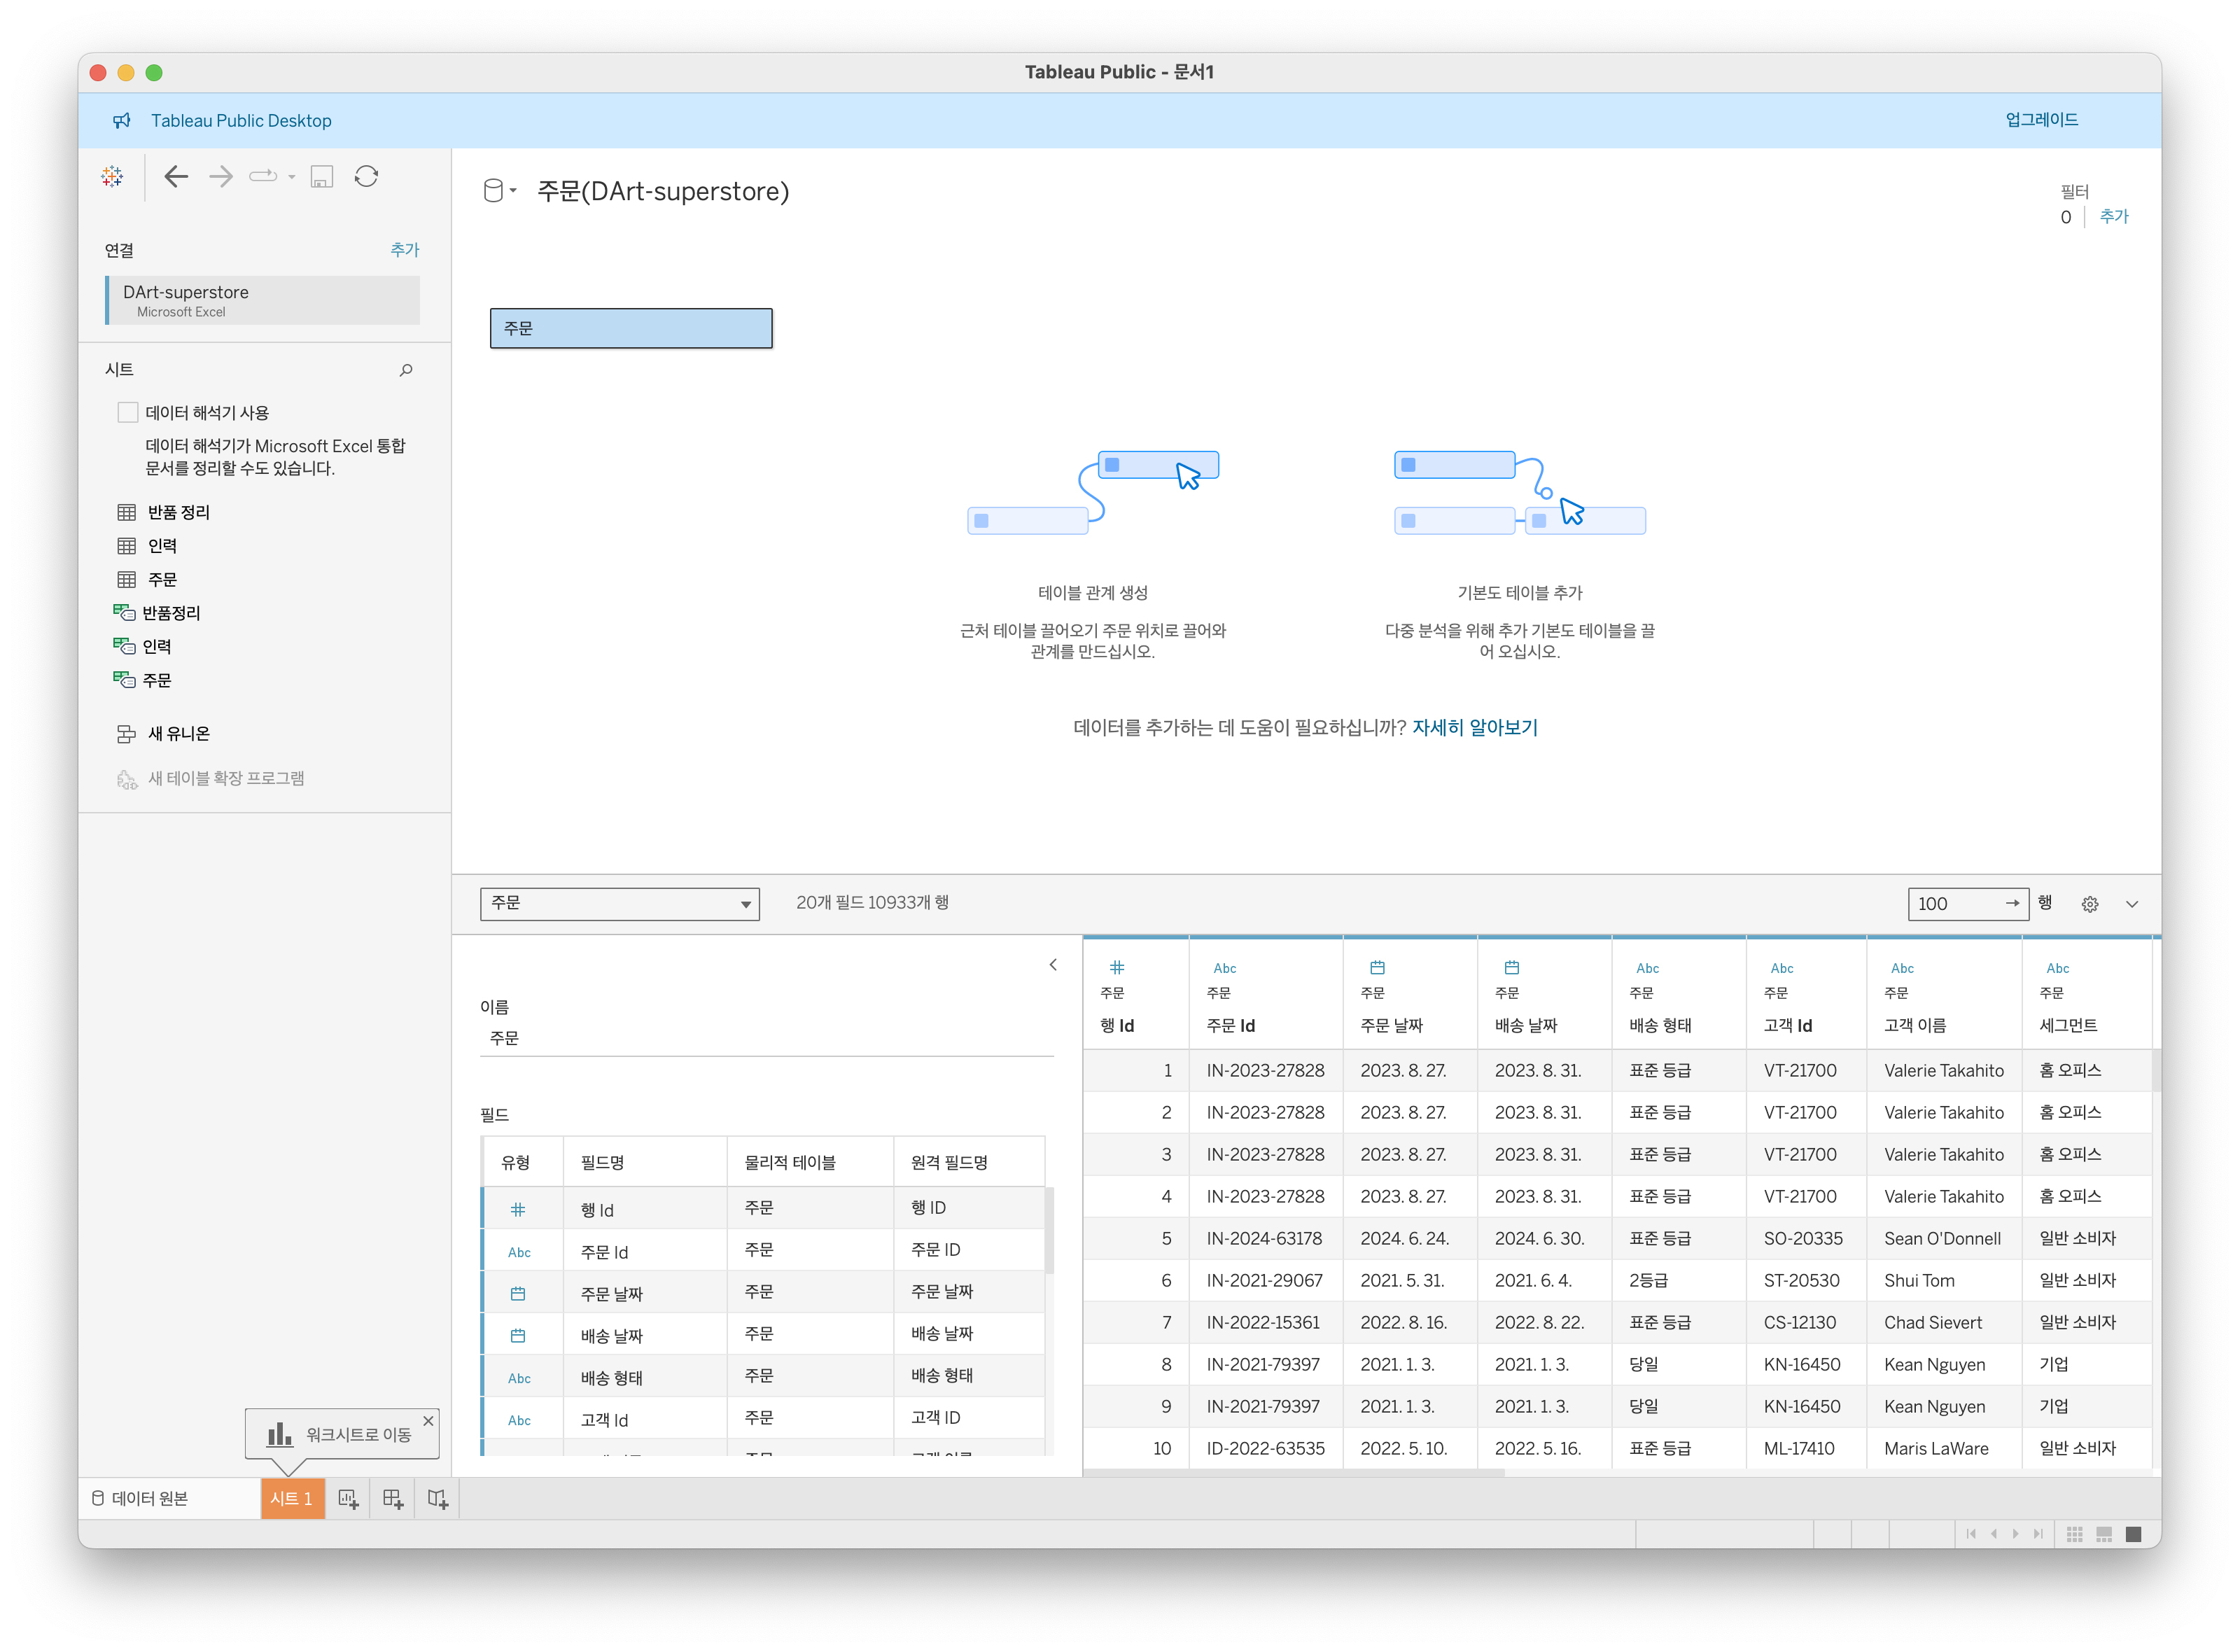 Tableau Public - 문서1
Tableau Public Desktop
업그레이드
연결
추가
DArt-superstore
Microsoft Excel
시트
데이터 해석기 사용
데이터 해석기가 Microsoft Excel 통합
문서를 정리할 수도 있습니다.
반품 정리
인력
주문
반품정리
인력
주문
새 유니온
새 테이블 확장 프로그램
주문(DArt-superstore)
필터
0 추가
주문
테이블 관계 생성
근처 테이블 끌어오기 주문 위치로 끌어와
관계를 만드십시오.
기본도 테이블 추가
다중 분석을 위해 추가 기본도 테이블을 끌
어 오십시오.
데이터를 추가하는 데 도움이 필요하십니까? 자세히 알아보기
주문
20개 필드 10933개 행
100 → 행
이름
주문
필드
유형 필드명 물리적 테이블 원격 필드명
# 행 Id 주문 행 ID
Abc 주문 Id 주문 주문 ID
주문 날짜 주문 주문 날짜
배송 날짜 주문 배송 날짜
Abc 배송 형태 주문 배송 형태
Abc 고객 Id 주문 고객 ID
# Abc Abc Abc Abc Abc
주문 주문 주문 주문 주문 주문 주문 주문
행 Id 주문 Id 주문 날짜 배송 날짜 배송 형태 고객 Id 고객 이름 세그먼트
1 IN-2023-27828 2023. 8. 27. 2023. 8. 31. 표준 등급 VT-21700 Valerie Takahito 홈 오피스
2 IN-2023-27828 2023. 8. 27. 2023. 8. 31. 표준 등급 VT-21700 Valerie Takahito 홈 오피스
3 IN-2023-27828 2023. 8. 27. 2023. 8. 31. 표준 등급 VT-21700 Valerie Takahito 홈 오피스
4 IN-2023-27828 2023. 8. 27. 2023. 8. 31. 표준 등급 VT-21700 Valerie Takahito 홈 오피스
5 IN-2024-63178 2024. 6. 24. 2024. 6. 30. 표준 등급 SO-20335 Sean O'Donnell 일반 소비자
6 IN-2021-29067 2021. 5. 31. 2021. 6. 4. 2등급 ST-20530 Shui Tom 일반 소비자
7 IN-2022-15361 2022. 8. 16. 2022. 8. 22. 표준 등급 CS-12130 Chad Sievert 일반 소비자
8 IN-2021-79397 2021. 1. 3. 2021. 1. 3. 당일 KN-16450 Kean Nguyen 기업
9 IN-2021-79397 2021. 1. 3. 2021. 1. 3. 당일 KN-16450 Kean Nguyen 기업
10 ID-2022-63535 2022. 5. 10. 2022. 5. 16. 표준 등급 ML-17410 Maris LaWare 일반 소비자
워크시트로 이동
데이터 원본
시트 1